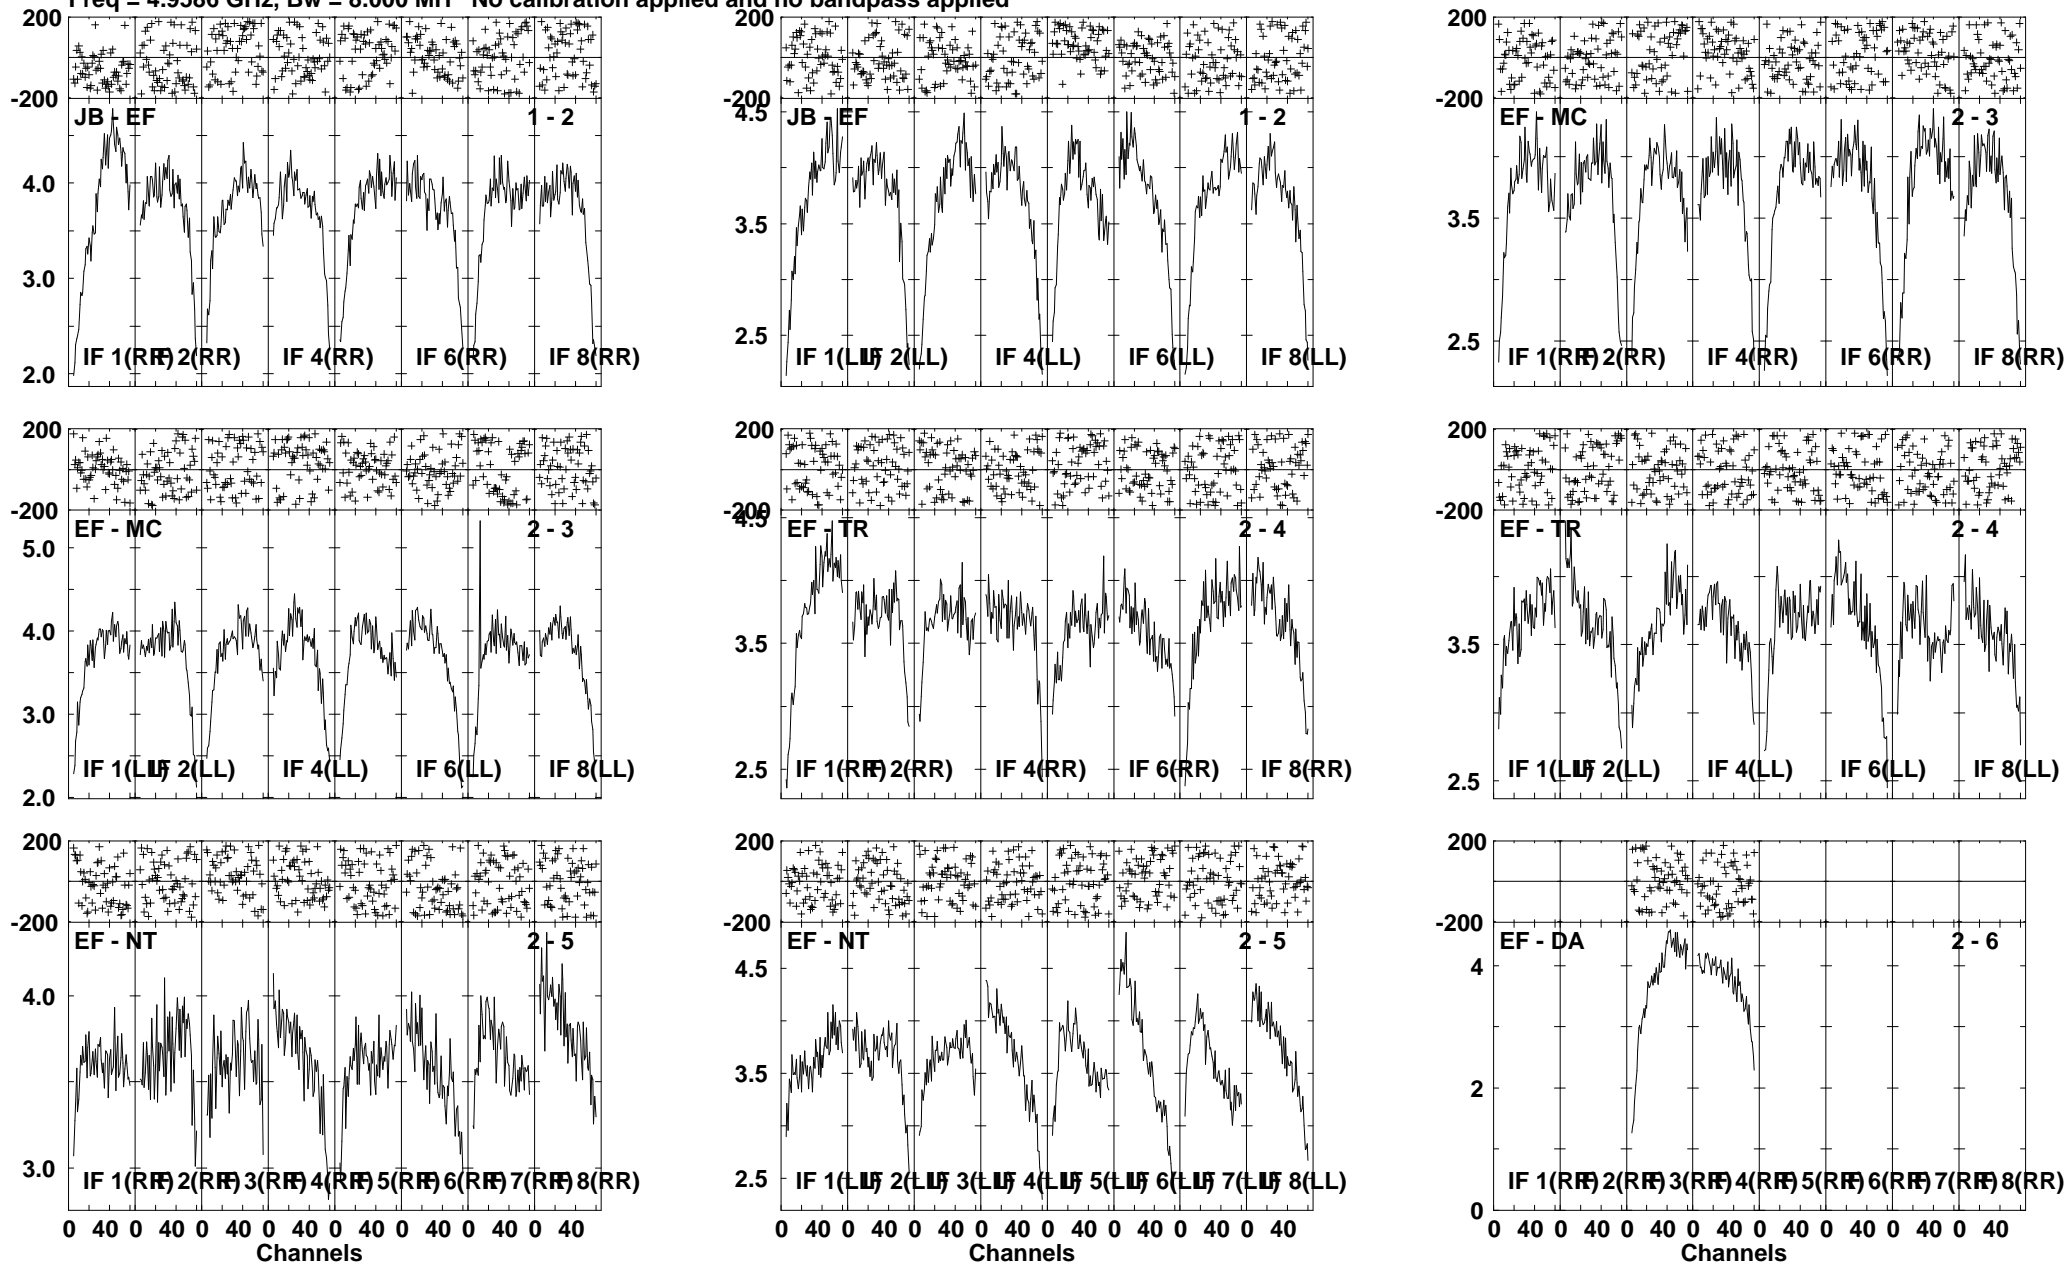 Freq = 4.9586 GHz, Bw = 8.000 MH No calibration applied and no bandpass applied
200
-200
JB - EF 1 - 2
4.0
3.0
2.0
IF 1(RR) IF 2(RR) IF 4(RR) IF 6(RR) IF 8(RR)
-200
4.5
JB - EF 1 - 2
3.5
2.5
IF 1(LL) IF 2(LL) IF 4(LL) IF 6(LL) IF 8(LL)
200
-200
EF - MC 2 - 3
3.5
2.5
IF 1(RR) IF 2(RR) IF 4(RR) IF 6(RR) IF 8(RR)
200
-200
EF - MC 2 - 3
5.0
4.0
3.0
2.0
IF 1(LL) IF 2(LL) IF 4(LL) IF 6(LL) IF 8(LL)
200
-200
4.5
EF - TR 2 - 4
3.5
2.5
IF 1(RR) IF 2(RR) IF 4(RR) IF 6(RR) IF 8(RR)
200
-200
EF - TR 2 - 4
3.5
2.5
IF 1(LL) IF 2(LL) IF 4(LL) IF 6(LL) IF 8(LL)
200
-200
EF - NT 2 - 5
4.0
3.0
IF 1(RR) IF 2(RR) IF 3(RR) IF 4(RR) IF 5(RR) IF 6(RR) IF 7(RR) IF 8(RR)
0 40 0 40 0 40 0 40 0 40 0 40 0 40 0 40
Channels
200
-200
EF - NT 2 - 5
4.5
3.5
2.5
IF 1(LL) IF 2(LL) IF 3(LL) IF 4(LL) IF 5(LL) IF 6(LL) IF 7(LL) IF 8(LL)
0 40 0 40 0 40 0 40 0 40 0 40 0 40 0 40
Channels
200
-200
EF - DA 2 - 6
4
2
0
IF 1(RR) IF 2(RR) IF 3(RR) IF 4(RR) IF 5(RR) IF 6(RR) IF 7(RR) IF 8(RR)
0 40 0 40 0 40 0 40 0 40 0 40 0 40 0 40
Channels